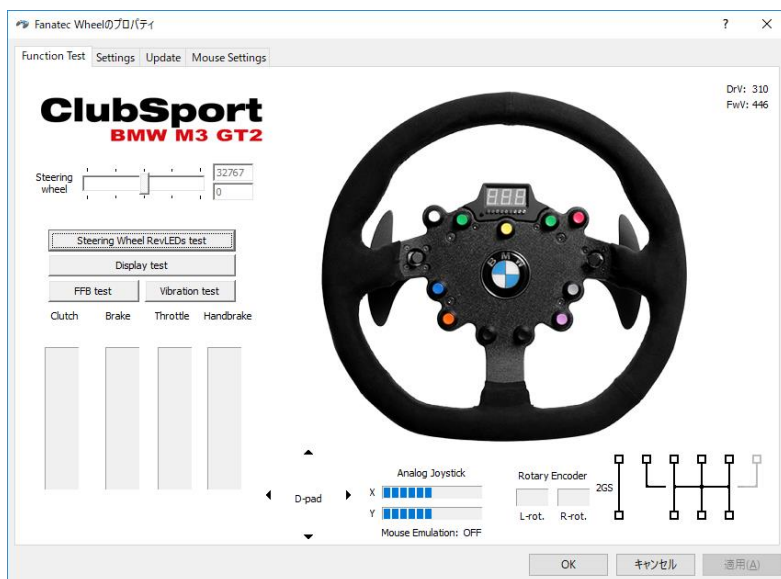 Fanatec Wheelのプロパティ
? ×
Function Test Settings Update Mouse Settings
DrV: 310
FwV: 446
ClubSport
BMW M3 GT2
Steering wheel
32767
0
Steering Wheel RevLEDs test
Display test
FFB test Vibration test
Clutch Brake Throttle Handbrake
BMW
D-pad
Analog Joystick
X
Y
Mouse Emulation: OFF
Rotary Encoder
L-rot. R-rot.
2GS
OK キャンセル 適用(A)